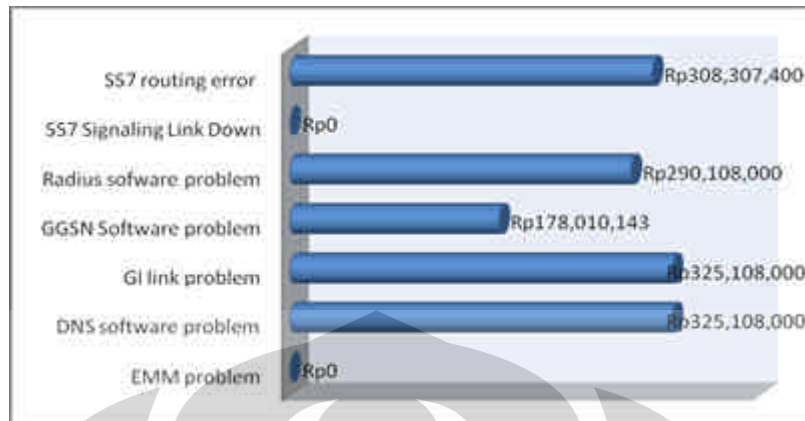 SS7 routing error Rp308,307,400
SS7 Signaling Link Down Rp0
Radius sofware problem Rp290,108,000
GGSN Software problem Rp178,010,143
GI link problem Rp325,108,000
DNS software problem Rp325,108,000
EMM problem Rp0